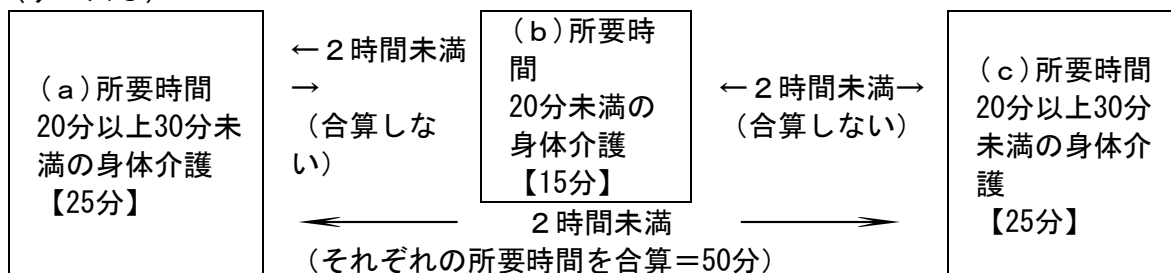 (a)所要時間
20分以上30分未
満の身体介護
【25分】
←2時間未満
→
(合算しな
い)
(b)所要時
間
20分未満の
身体介護
【15分】
←2時間未満→
(合算しない)
(c)所要時間
20分以上30分
未満の身体介
護
【25分】
2時間未満
(それぞれの所要時間を合算=50分)